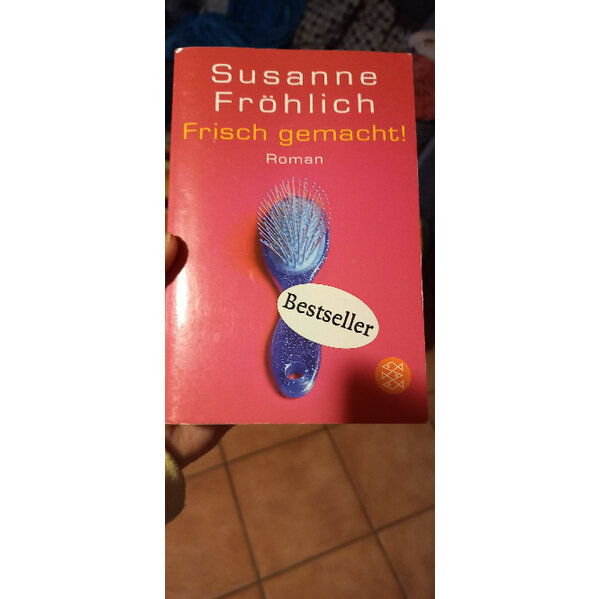 Susanne
Fröhlich
Frisch gemacht!
Roman
Bestseller